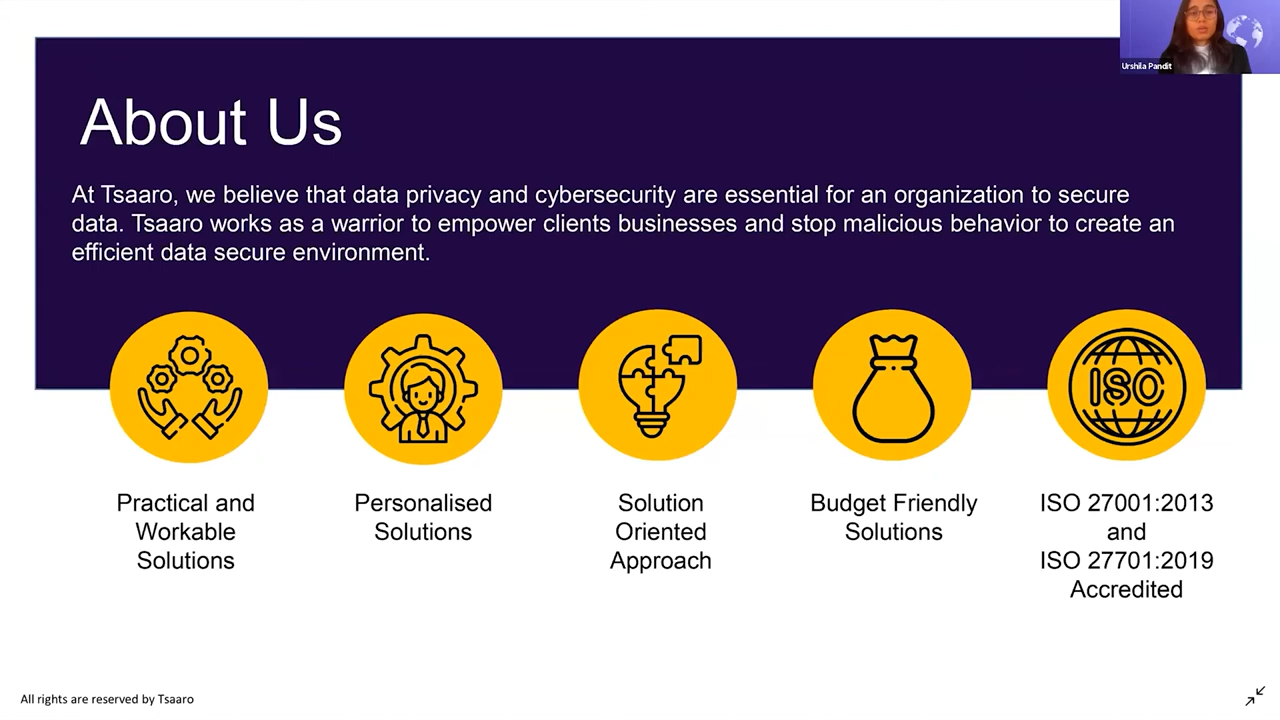 Urshila Pandit
About Us
At Tsaaro, we believe that data privacy and cybersecurity are essential for an organization to secure
data. Tsaaro works as a warrior to empower clients businesses and stop malicious behavior to create an
efficient data secure environment.
ISO
Practical and
Workable
Solutions
Personalised
Solutions
Solution
Oriented
Approach
Budget Friendly
Solutions
ISO 27001:2013
and
ISO 27701:2019
Accredited
All rights are reserved by Tsaaro